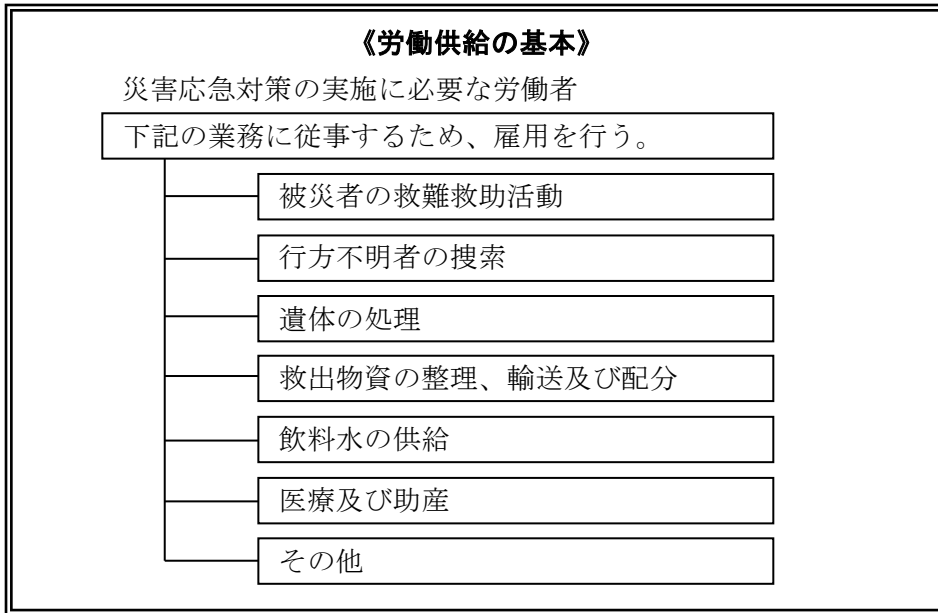 《労働供給の基本》
災害応急対策の実施に必要な労働者
下記の業務に従事するため、雇用を行う。
被災者の救難救助活動
行方不明者の捜索
遺体の処理
救出物資の整理、輸送及び配分
飲料水の供給
医療及び助産
その他